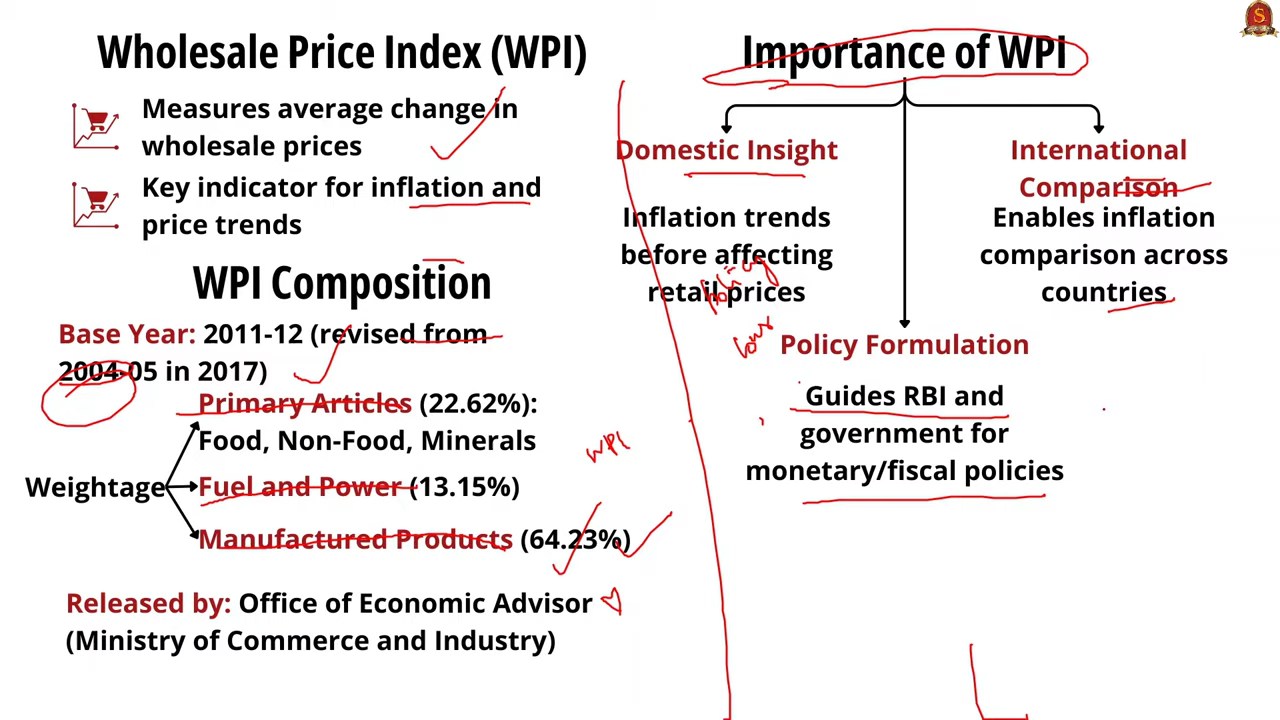 Wholesale Price Index (WPI)
Measures average change in
wholesale prices
Key indicator for inflation and
price trends
WPI Composition
Base Year: 2011-12 (revised from
2004-05 in 2017)
Primary Articles (22.62%):
Food, Non-Food, Minerals
Weightage
Fuel and Power (13.15%)
Manufactured Products (64.23%)
WPI
Released by: Office of Economic Advisor
(Ministry of Commerce and Industry)
Importance of WPI
Domestic Insight
Inflation trends
before affecting
retail prices
Policy
International
Comparison
Enables inflation
comparison across
countries
Policy Formulation
Guides RBI and
government for
monetary/fiscal policies
S